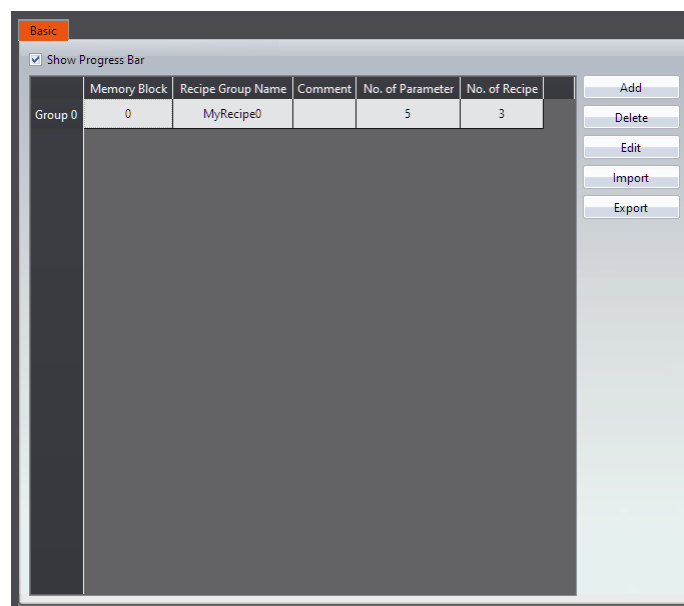 Basic
Show Progress Bar
Memory Block Recipe Group Name Comment No. of Parameter No. of Recipe
Group 0 0 MyRecipe0 5 3
Add
Delete
Edit
Import
Export